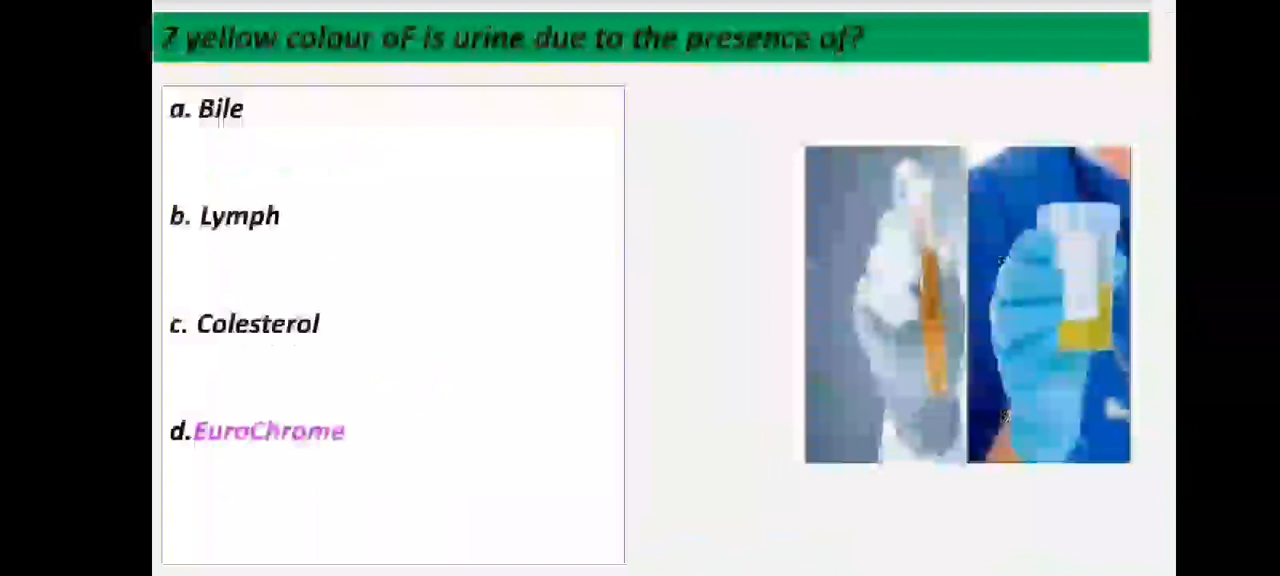 7 yellow colour oF is urine due to the presence of?
a. Bile
b. Lymph
c. Colesterol
d.EuroChrome